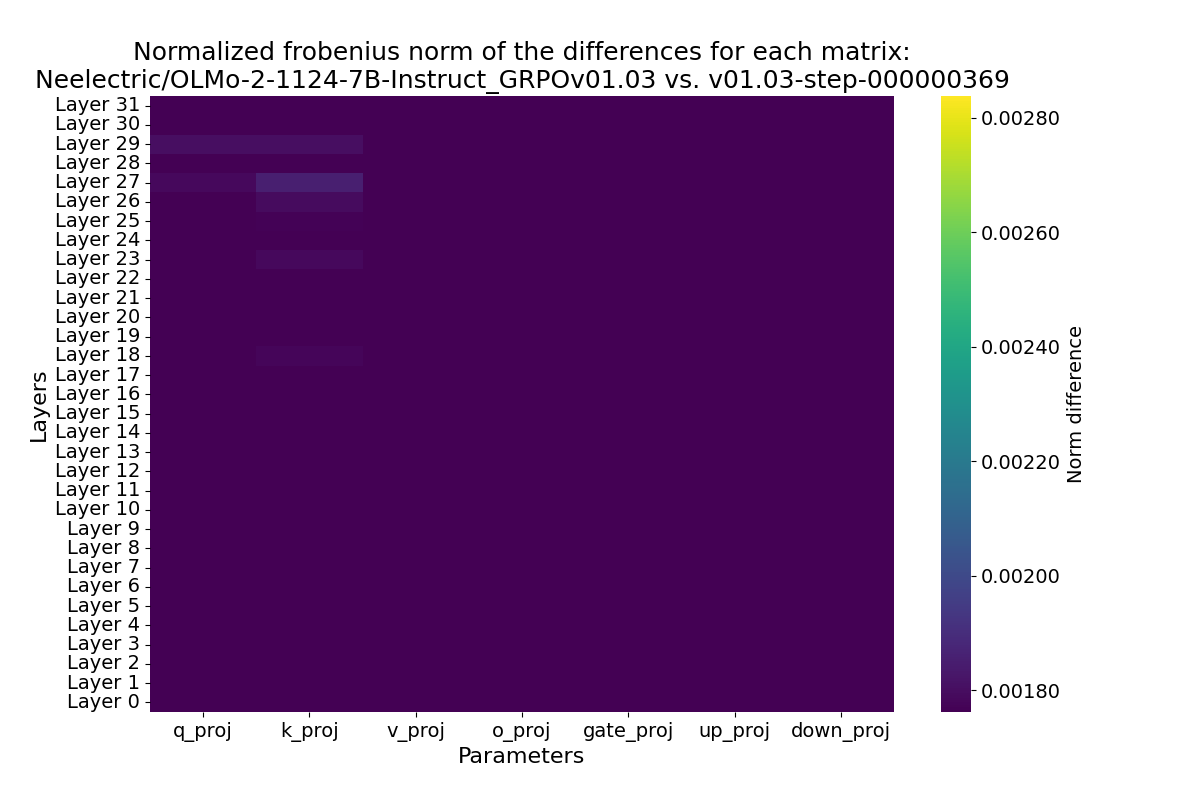 Normalized frobenius norm of the differences for each matrix:
Neelectric/OLMo-2-1124-7B-Instruct_GRPOv01.03 vs. v01.03-step-000000369
Layer 31
Layer 30
Layer 29
Layer 28
Layer 27
Layer 26
Layer 25
Layer 24
Layer 23
Layer 22
Layer 21
Layer 20
Layer 19
Layer 18
Layer 17
Layer 16
Layer 15
Layer 14
Layer 13
Layer 12
Layer 11
Layer 10
Layer 9
Layer 8
Layer 7
Layer 6
Layer 5
Layer 4
Layer 3
Layer 2
Layer 1
Layer 0
Layers
q_proj k_proj v_proj o_proj gate_proj up_proj down_proj
Parameters
0.00280
0.00260
0.00240
0.00220
0.00200
0.00180
Norm difference